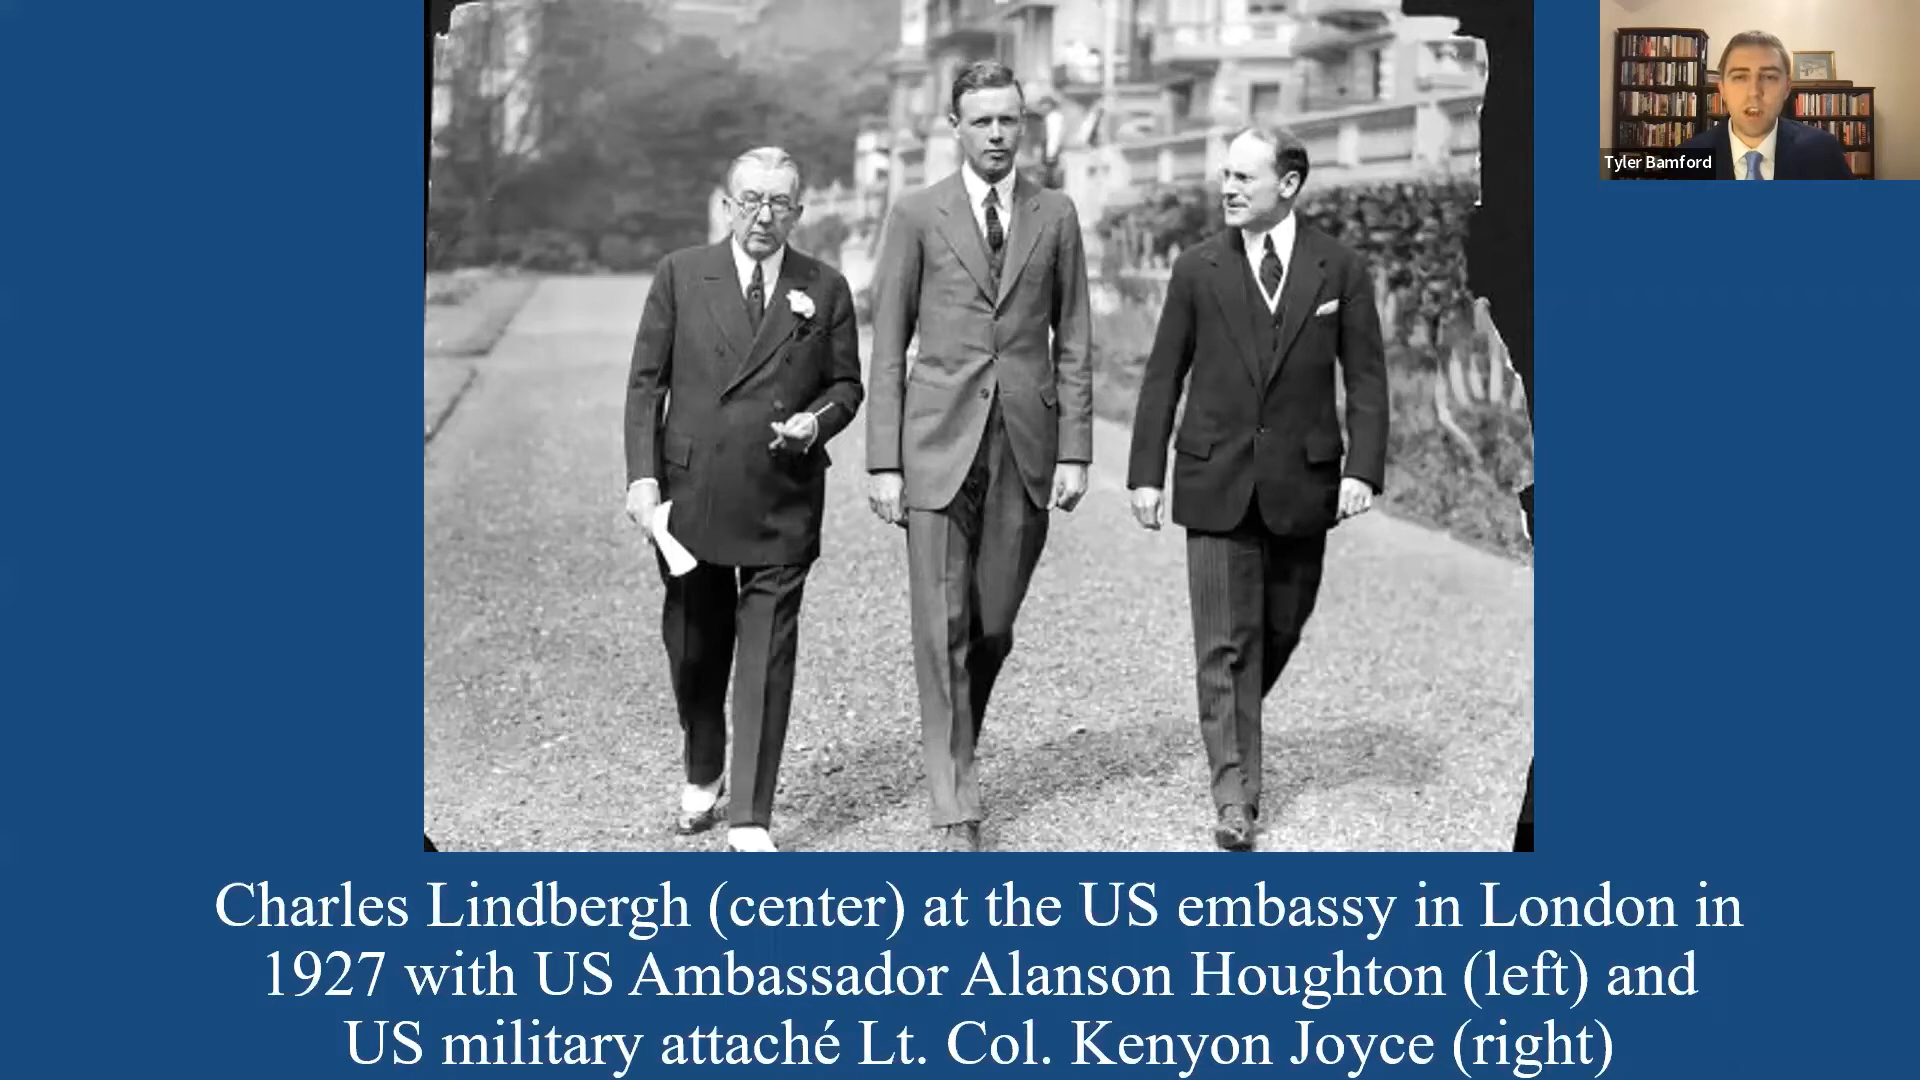 Tyler Bamford
Charles Lindbergh (center) at the US embassy in London in
1927 with US Ambassador Alanson Houghton (left) and
US military attaché Lt. Col. Kenyon Joyce (right)